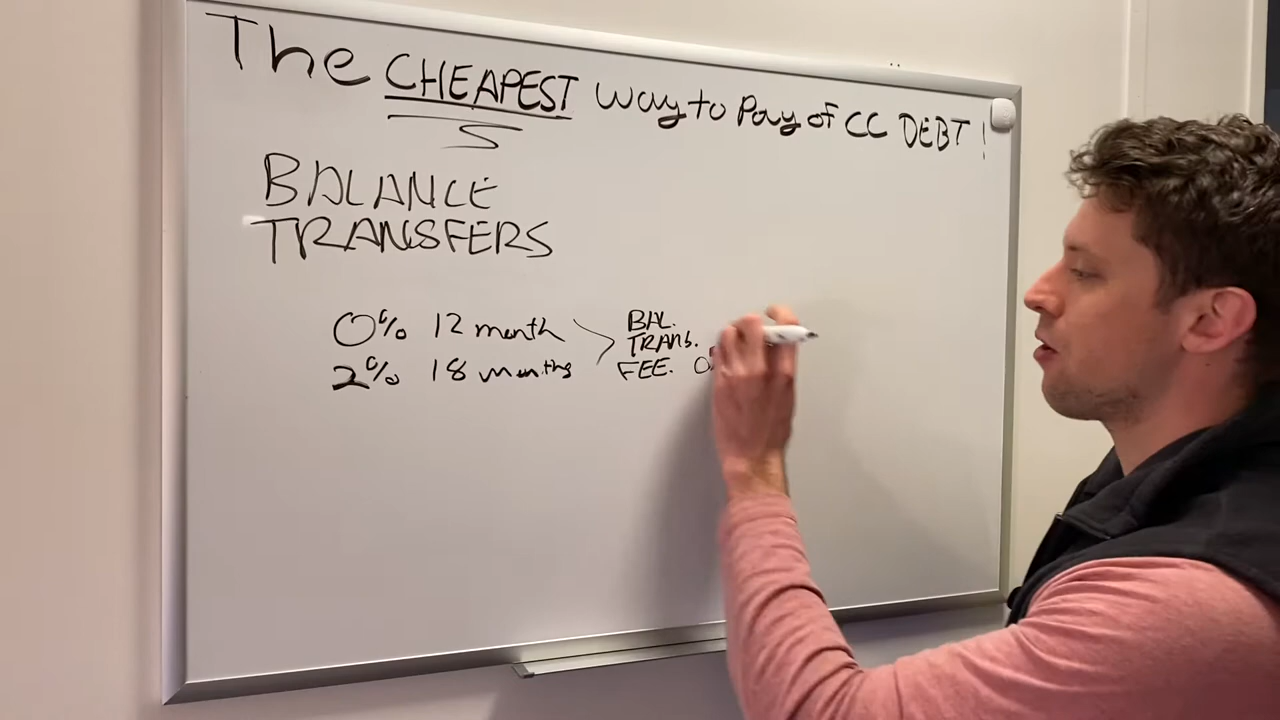 The CHEAPEST way to Pay of CC DEBT !
BALANCE
TRANSFERS
0% 12 month
2% 18 months
BAL.
TRANS.
FEE.